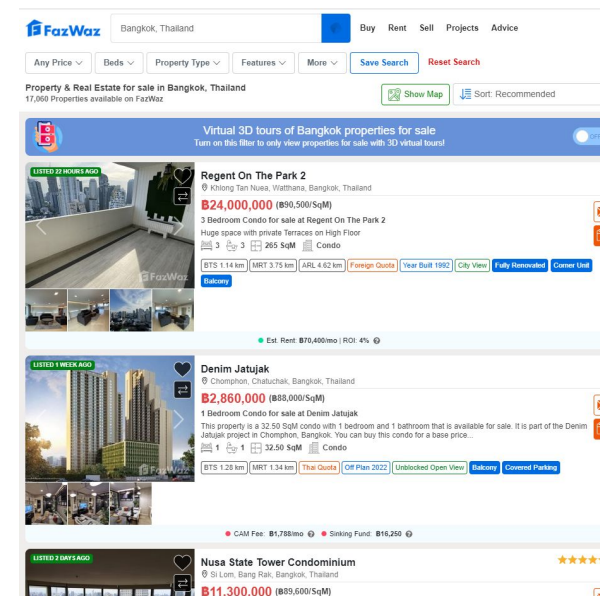 FazWaz
Bangkok, Thailand
Buy Rent Sell Projects Advice
Any Price Beds Property Type Features More Save Search Reset Search
Property & Real Estate for sale in Bangkok, Thailand
17,060 Properties available on FazWaz
Show Map Sort: Recommended
Virtual 3D tours of Bangkok properties for sale
Turn on this filter to only view properties for sale with 3D virtual tours!
OFF
LISTED 22 HOURS AGO
Regent On The Park 2
Khlong Tan Nuea, Watthana, Bangkok, Thailand
฿24,000,000 (฿90,500/SqM)
3 Bedroom Condo for sale at Regent On The Park 2
Huge space with private Terraces on High Floor
3 3 265 SqM Condo
BTS 1.14 km MRT 3.75 km ARL 4.62 km Foreign Quota Year Built 1992 City View Fully Renovated Corner Unit
Balcony
FazWaz
Est. Rent: ฿70,400/mo | ROI: 4%
LISTED 1 WEEK AGO
Denim Jatujak
Chomphon, Chatuchak, Bangkok, Thailand
฿2,860,000 (฿88,000/SqM)
1 Bedroom Condo for sale at Denim Jatujak
This property is a 32.50 SqM condo with 1 bedroom and 1 bathroom that is available for sale. It is part of the Denim
Jatujak project in Chomphon, Bangkok. You can buy this condo for a base price...
1 1 32.50 SqM Condo
BTS 1.28 km MRT 1.34 km Thai Quota Off Plan 2022 Unblocked Open View Balcony Covered Parking
FazWaz
CAM Fee: ฿1,788/mo Sinking Fund: ฿16,250
LISTED 2 DAYS AGO
Nusa State Tower Condominium
Si Lom, Bang Rak, Bangkok, Thailand
฿11,300,000 (฿89,600/SqM)